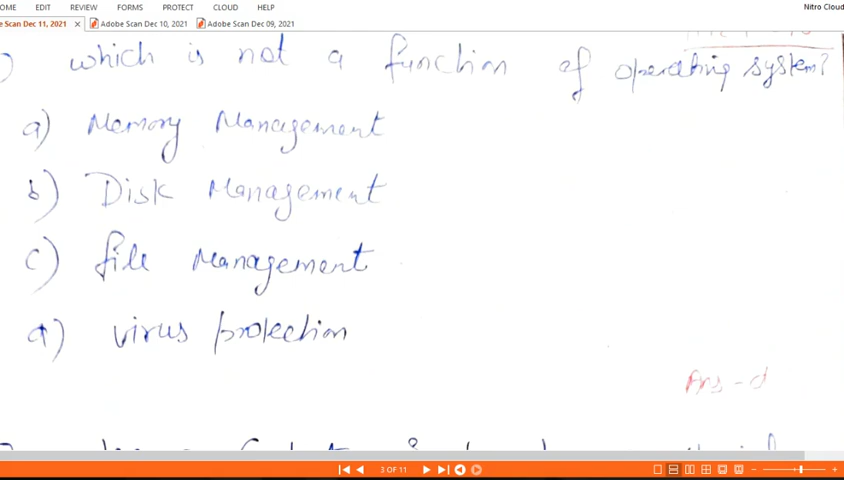 OME EDIT REVIEW FORMS PROTECT CLOUD HELP Nitro Cloud
be Scan Dec 11, 2021 × Adobe Scan Dec 10, 2021 Adobe Scan Dec 09, 2021
which is not a function of operating system?
a) Memory Management
b) Disk Management
c) file Management
d) virus protection
Ans - d
3 OF 11